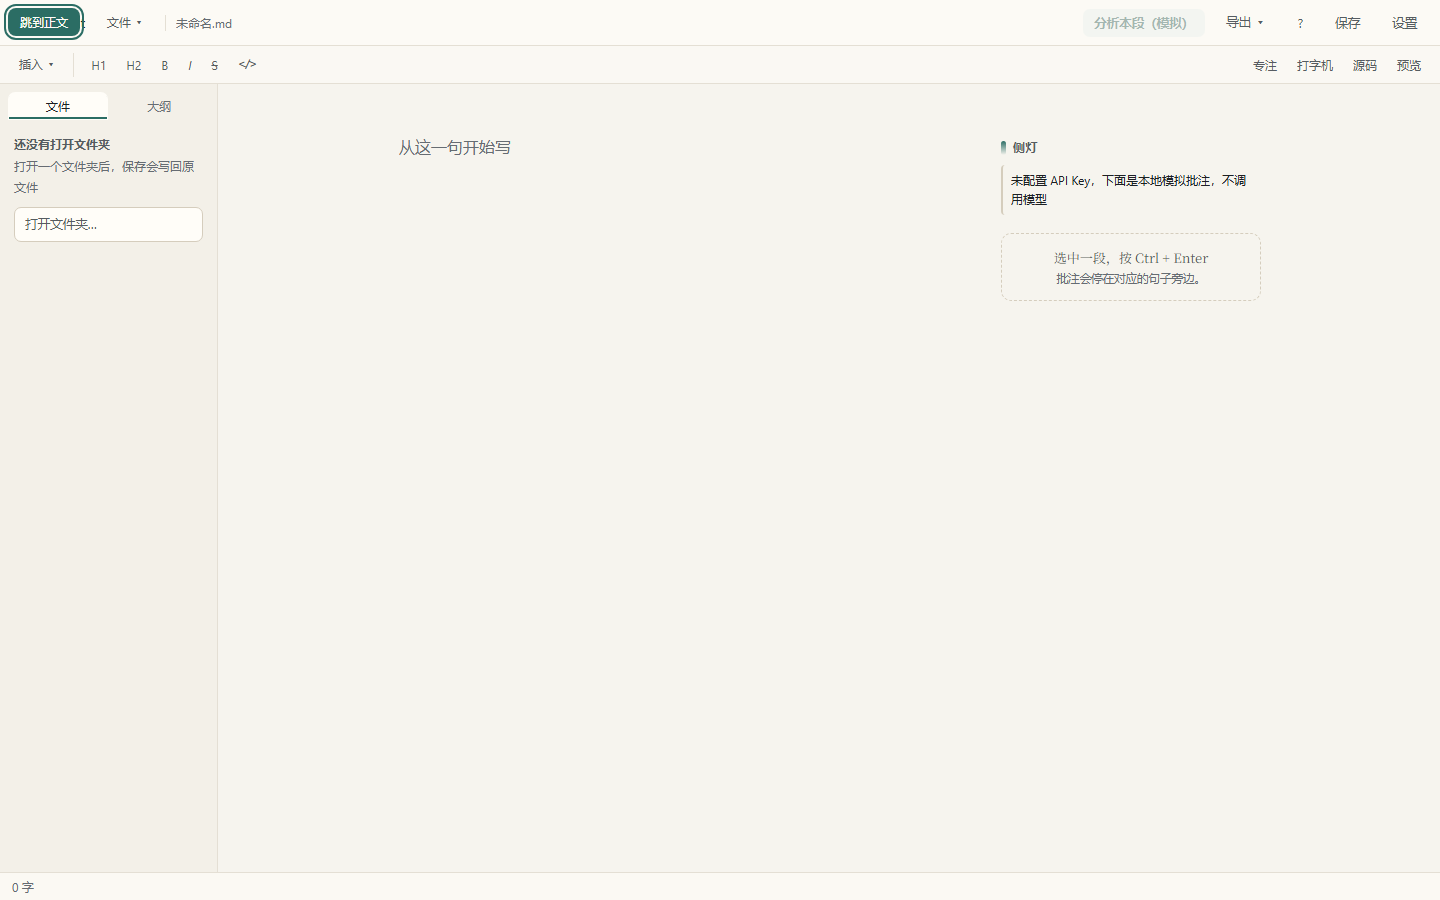 跳到正文
文件
未命名.md
分析本段（模拟）
导出
?
保存
设置
插入
H1
H2
B
I
S
</>
专注
打字机
源码
预览
文件
大纲
还没有打开文件夹
打开一个文件夹后，保存会写回原
文件
打开文件夹...
从这一句开始写
侧灯
未配置 API Key，下面是本地模拟批注，不调
用模型
选中一段，按 Ctrl + Enter
批注会停在对应的句子旁边。
0 字